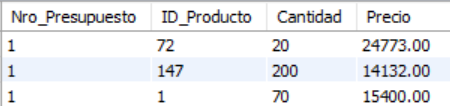 Nro_Presupuesto ID_Producto Cantidad Precio
1 72 20 24773.00
1 147 200 14132.00
1 1 70 15400.00